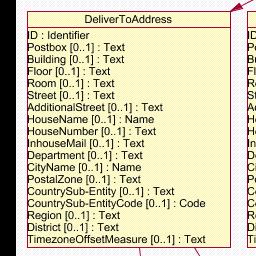 DeliverToAddress
ID : Identifier
Postbox [0..1] : Text
Building [0..1] : Text
Floor [0..1] : Text
Room [0..1] : Text
Street [0..1] : Text
AdditionalStreet [0..1] : Text
HouseName [0..1] : Name
HouseNumber [0..1] : Text
InhouseMail [0..1] : Text
Department [0..1] : Text
CityName [0..1] : Name
PostalZone [0..1] : Text
CountrySub-Entity [0..1] : Text
CountrySub-EntityCode [0..1] : Code
Region [0..1] : Text
District [0..1] : Text
TimezoneOffsetMeasure [0..1] : Text